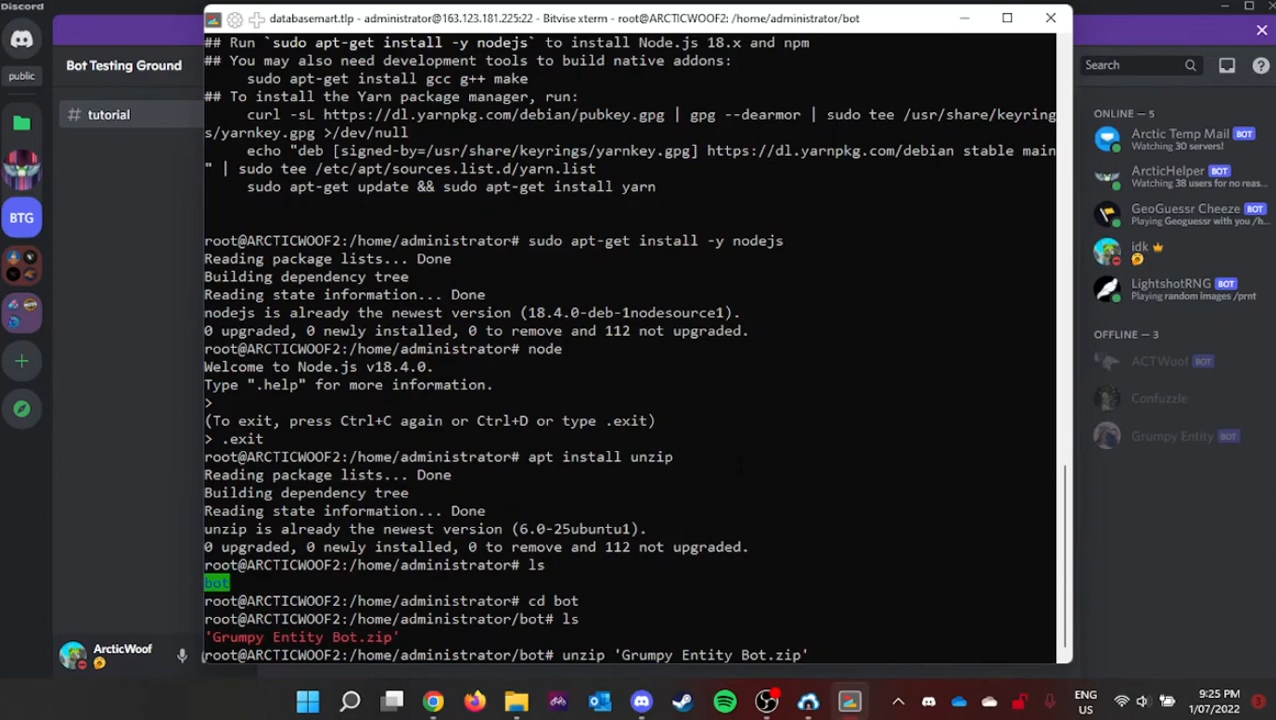 Discord
databasemart.tlp - administrator@163.123.181.225:22 - Bitvise xterm - root@ARCTICWOOF2: /home/administrator/bot
public
Bot Testing Ground
tutorial
BTG
## Run `sudo apt-get install -y nodejs` to install Node.js 18.x and npm
## You may also need development tools to build native addons:
sudo apt-get install gcc g++ make
## To install the Yarn package manager, run:
curl -sL https://dl.yarnpkg.com/debian/pubkey.gpg | gpg --dearmor | sudo tee /usr/share/keyring
s/yarnkey.gpg >/dev/null
echo "deb [signed-by=/usr/share/keyrings/yarnkey.gpg] https://dl.yarnpkg.com/debian stable main
" | sudo tee /etc/apt/sources.list.d/yarn.list
sudo apt-get update && sudo apt-get install yarn
root@ARCTICWOOF2:/home/administrator# sudo apt-get install -y nodejs
Reading package lists... Done
Building dependency tree
Reading state information... Done
nodejs is already the newest version (18.4.0-deb-1nodesource1).
0 upgraded, 0 newly installed, 0 to remove and 112 not upgraded.
root@ARCTICWOOF2:/home/administrator# node
Welcome to Node.js v18.4.0.
Type ".help" for more information.
>
(To exit, press Ctrl+C again or Ctrl+D or type .exit)
> .exit
root@ARCTICWOOF2:/home/administrator# apt install unzip
Reading package lists... Done
Building dependency tree
Reading state information... Done
unzip is already the newest version (6.0-25ubuntu1).
0 upgraded, 0 newly installed, 0 to remove and 112 not upgraded.
root@ARCTICWOOF2:/home/administrator# ls
bot
root@ARCTICWOOF2:/home/administrator# cd bot
root@ARCTICWOOF2:/home/administrator/bot# ls
'Grumpy Entity Bot.zip'
root@ARCTICWOOF2:/home/administrator/bot# unzip 'Grumpy Entity Bot.zip'
ArcticWoof
Search
ONLINE — 5
Arctic Temp Mail BOT
Watching 30 servers!
ArcticHelper BOT
Watching 38 users for no reas...
GeoGuessr Cheeze BOT
Playing Geoguessr with you /h...
idk
LightshotRNG BOT
Playing random images /prnt
OFFLINE — 3
ACTWoof BOT
Confuzzle
Grumpy Entity BOT
ENG
US
9:25 PM
1/07/2022